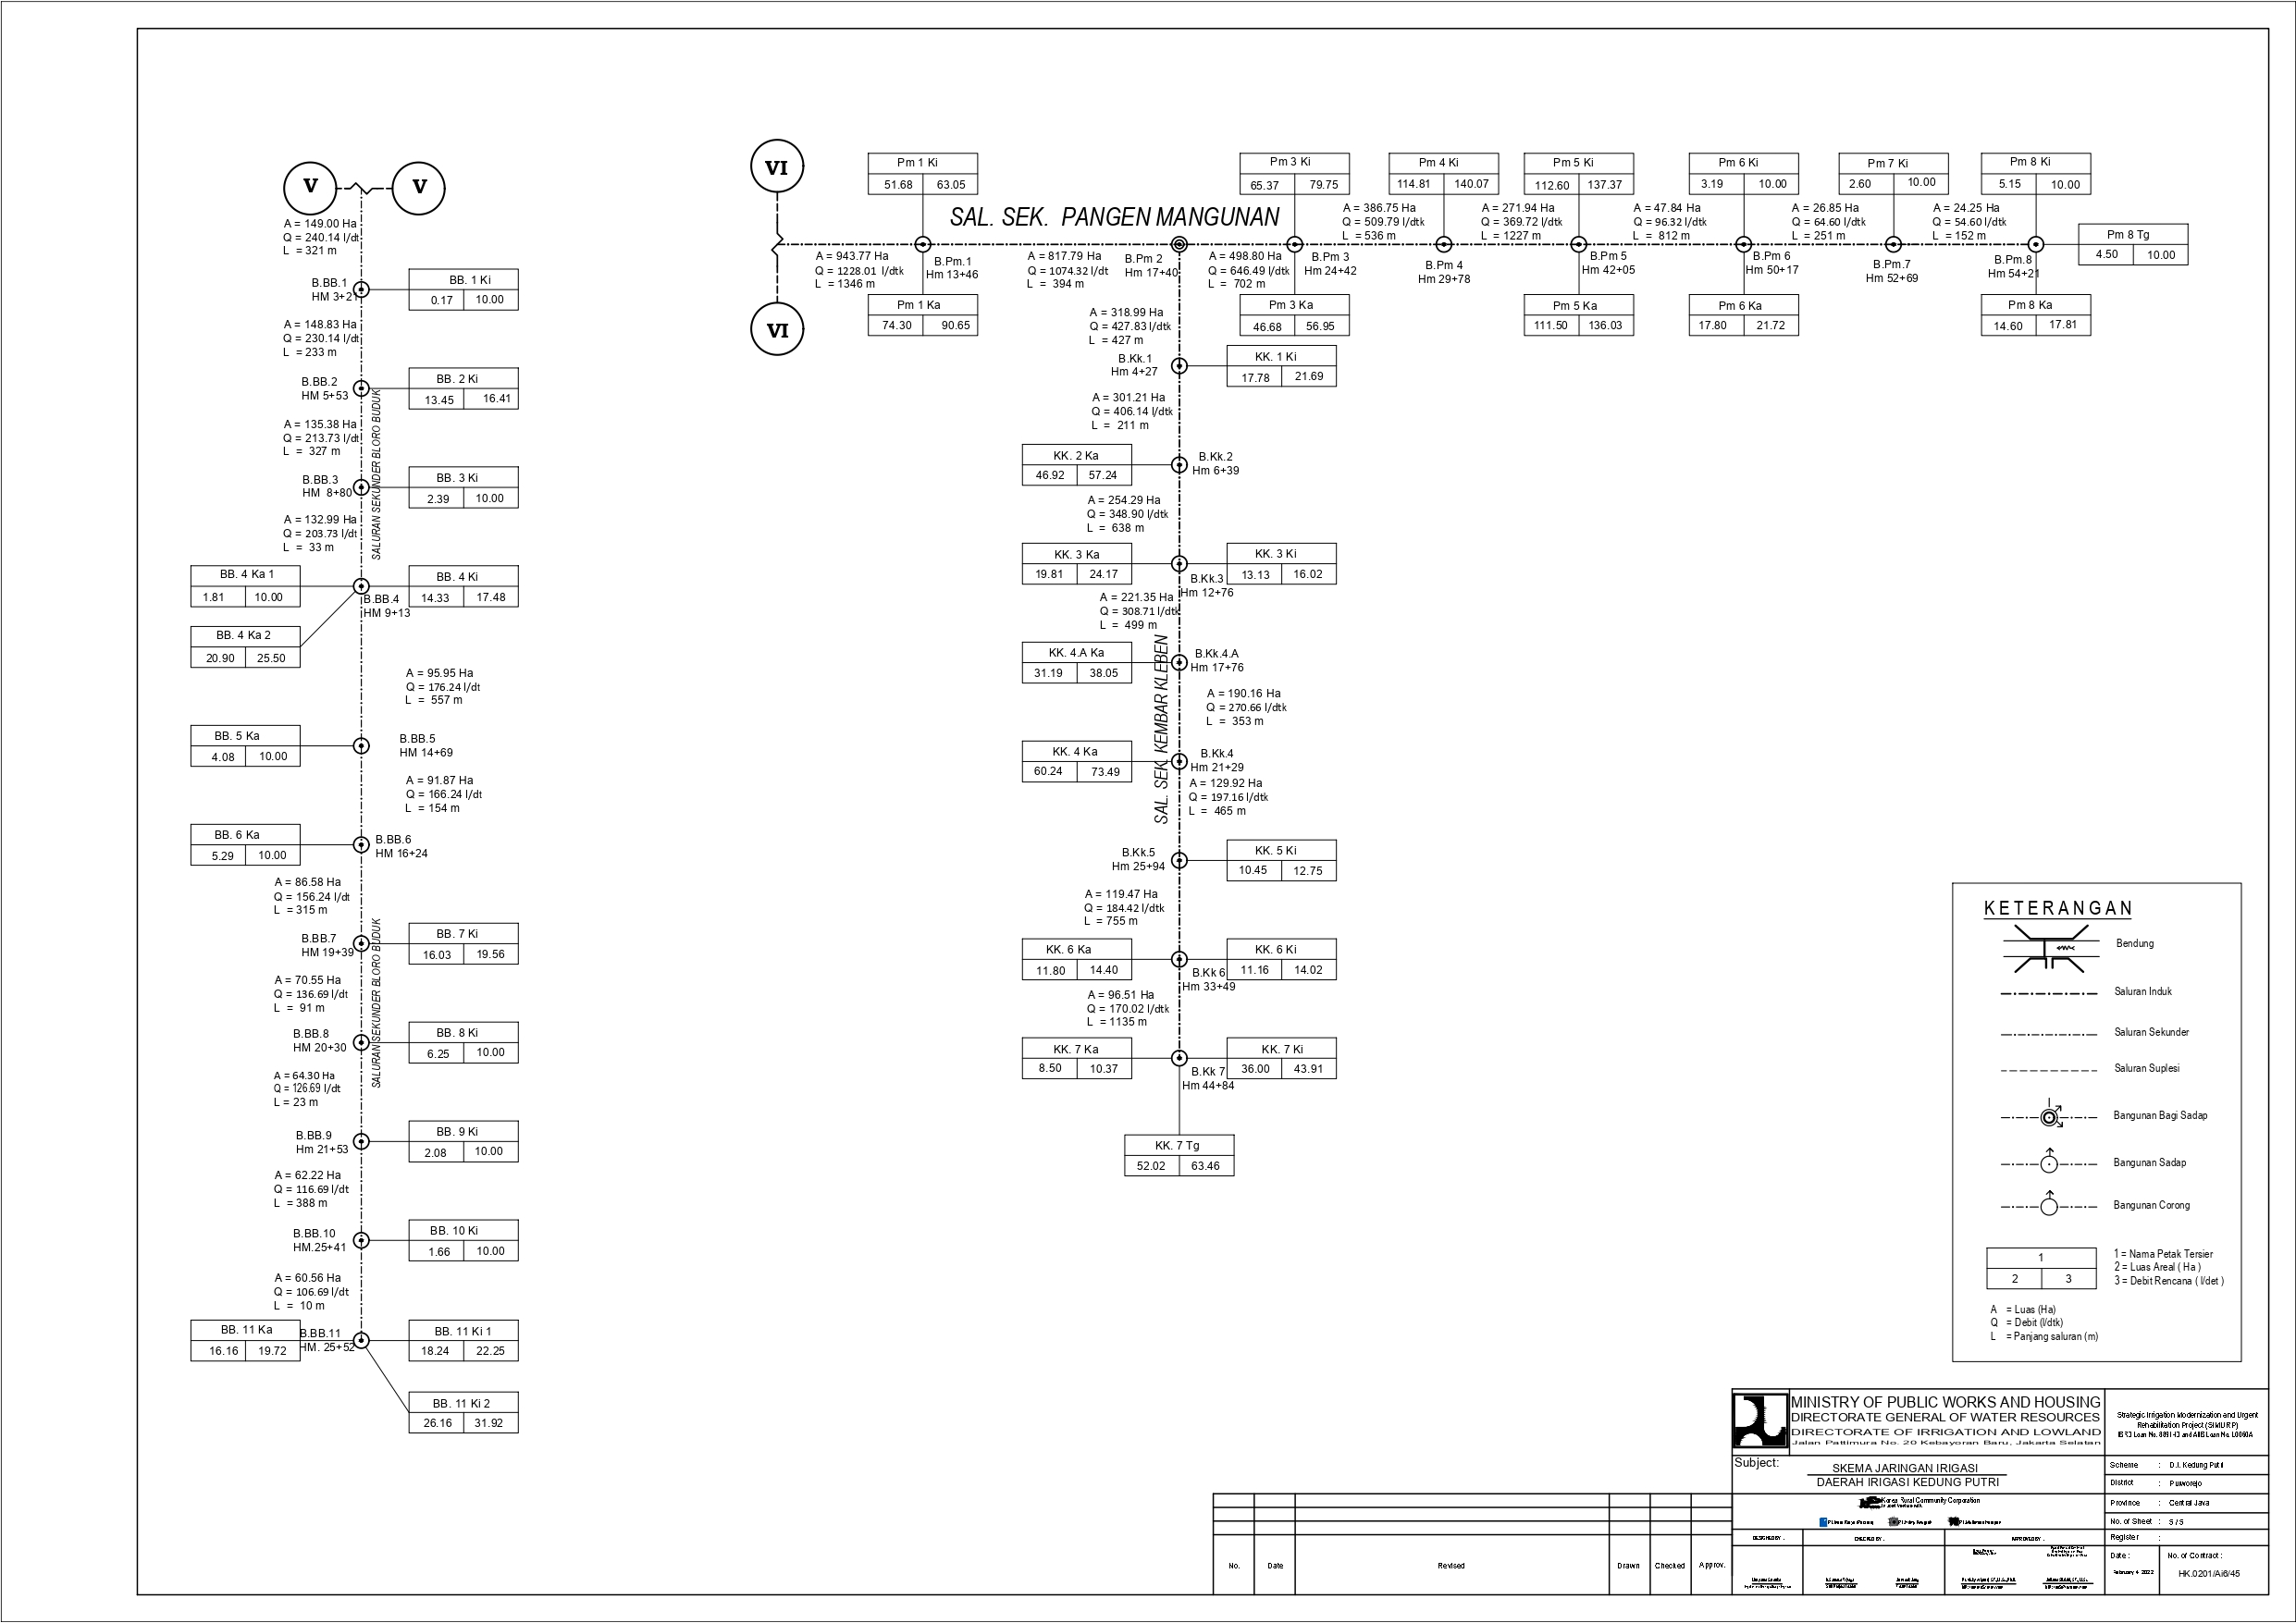 V
V
A = 149.00 Ha
Q = 240.14 l/dt
L = 321 m
B.BB.1
HM 3+21
BB. 1 Ki
0.17 10.00
A = 148.83 Ha
Q = 230.14 l/dt
L = 233 m
B.BB.2
HM 5+53
BB. 2 Ki
13.45 16.41
A = 135.38 Ha
Q = 213.73 l/dt
L = 327 m
SALURAN SEKUNDER BLORO BUDUK
B.BB.3
HM 8+80
BB. 3 Ki
2.39 10.00
A = 132.99 Ha
Q = 203.73 l/dt
L = 33 m
BB. 4 Ka 1
1.81 10.00
B.BB.4
HM 9+13
BB. 4 Ki
14.33 17.48
BB. 4 Ka 2
20.90 25.50
A = 95.95 Ha
Q = 176.24 l/dt
L = 557 m
BB. 5 Ka
4.08 10.00
B.BB.5
HM 14+69
A = 91.87 Ha
Q = 166.24 l/dt
L = 154 m
BB. 6 Ka
5.29 10.00
B.BB.6
HM 16+24
A = 86.58 Ha
Q = 156.24 l/dt
L = 315 m
B.BB.7
HM 19+39
BB. 7 Ki
16.03 19.56
SALURAN SEKUNDER BLORO BUDUK
A = 70.55 Ha
Q = 136.69 l/dt
L = 91 m
B.BB.8
HM 20+30
BB. 8 Ki
6.25 10.00
A = 64.30 Ha
Q = 126.69 l/dt
L = 23 m
B.BB.9
Hm 21+53
BB. 9 Ki
2.08 10.00
A = 62.22 Ha
Q = 116.69 l/dt
L = 388 m
B.BB.10
HM.25+41
BB. 10 Ki
1.66 10.00
A = 60.56 Ha
Q = 106.69 l/dt
L = 10 m
BB. 11 Ka
16.16 19.72
B.BB.11
HM. 25+52
BB. 11 Ki 1
18.24 22.25
BB. 11 Ki 2
26.16 31.92
VI
VI
SAL. SEK. PANGEN MANGUNAN
A = 943.77 Ha
Q = 1228.01 l/dtk
L = 1346 m
Pm 1 Ki
51.68 63.05
B.Pm.1
Hm 13+46
Pm 1 Ka
74.30 90.65
A = 817.79 Ha
Q = 1074.32 l/dt
L = 394 m
B.Pm 2
Hm 17+40
A = 498.80 Ha
Q = 646.49 l/dtk
L = 702 m
Pm 3 Ki
65.37 79.75
B.Pm 3
Hm 24+42
Pm 3 Ka
46.68 56.95
A = 386.75 Ha
Q = 509.79 l/dtk
L = 536 m
Pm 4 Ki
114.81 140.07
B.Pm 4
Hm 29+78
A = 271.94 Ha
Q = 369.72 l/dtk
L = 1227 m
Pm 5 Ki
112.60 137.37
B.Pm 5
Hm 42+05
Pm 5 Ka
111.50 136.03
A = 47.84 Ha
Q = 96.32 l/dtk
L = 812 m
Pm 6 Ki
3.19 10.00
B.Pm 6
Hm 50+17
Pm 6 Ka
17.80 21.72
A = 26.85 Ha
Q = 64.60 l/dtk
L = 251 m
Pm 7 Ki
2.60 10.00
B.Pm.7
Hm 52+69
A = 24.25 Ha
Q = 54.60 l/dtk
L = 152 m
Pm 8 Ki
5.15 10.00
B.Pm.8
Hm 54+21
Pm 8 Tg
4.50 10.00
Pm 8 Ka
14.60 17.81
A = 318.99 Ha
Q = 427.83 l/dtk
L = 427 m
B.Kk.1
Hm 4+27
KK. 1 Ki
17.78 21.69
A = 301.21 Ha
Q = 406.14 l/dtk
L = 211 m
KK. 2 Ka
46.92 57.24
B.Kk.2
Hm 6+39
A = 254.29 Ha
Q = 348.90 l/dtk
L = 638 m
KK. 3 Ka
19.81 24.17
B.Kk.3
Hm 12+76
KK. 3 Ki
13.13 16.02
A = 221.35 Ha
Q = 308.71 l/dtk
L = 499 m
SAL. SEK. KEMBAR KLEBEN
KK. 4.A Ka
31.19 38.05
B.Kk.4.A
Hm 17+76
A = 190.16 Ha
Q = 270.66 l/dtk
L = 353 m
KK. 4 Ka
60.24 73.49
B.Kk.4
Hm 21+29
A = 129.92 Ha
Q = 197.16 l/dtk
L = 465 m
B.Kk.5
Hm 25+94
KK. 5 Ki
10.45 12.75
A = 119.47 Ha
Q = 184.42 l/dtk
L = 755 m
KK. 6 Ka
11.80 14.40
B.Kk 6
Hm 33+49
KK. 6 Ki
11.16 14.02
A = 96.51 Ha
Q = 170.02 l/dtk
L = 1135 m
KK. 7 Ka
8.50 10.37
B.Kk 7
Hm 44+84
KK. 7 Ki
36.00 43.91
KK. 7 Tg
52.02 63.46
KETERANGAN
Bendung
Saluran Induk
Saluran Sekunder
Saluran Suplesi
Bangunan Bagi Sadap
Bangunan Sadap
Bangunan Corong
1
2 3
1 = Nama Petak Tersier
2 = Luas Areal ( Ha )
3 = Debit Rencana ( l/det )
A = Luas (Ha)
Q = Debit (l/dtk)
L = Panjang saluran (m)
MINISTRY OF PUBLIC WORKS AND HOUSING
DIRECTORATE GENERAL OF WATER RESOURCES
DIRECTORATE OF IRRIGATION AND LOWLAND
Jalan Pattimura No. 20 Kebayoran Baru, Jakarta Selatan
Strategic Irrigation Modernization and Urgent
Rehabilitation Project (SIMURP)
Subject:
SKEMA JARINGAN IRIGASI
DAERAH IRIGASI KEDUNG PUTRI
Scheme : D.I. Kedung Putri
District : Purworejo
Province : Central Java
No. of Sheet : 5 / 5
Register :
Date :
February 4 2022
No. of Contract :
HK.0201/Ai6/45
Korea Rural Community Corporation
DESIGNED BY .
CHECKED BY .
APPROVED BY .
No. Date Revised Drawn Checked Approv.